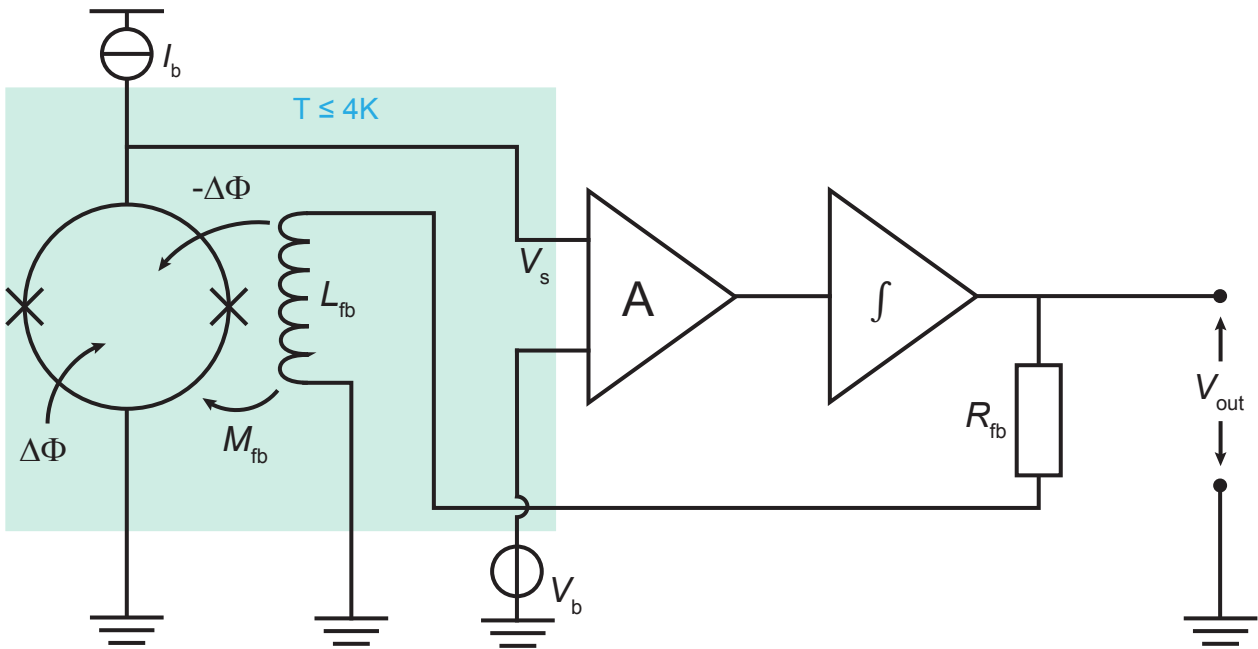 I_b
T ≤ 4K
-ΔΦ
V_s
L_fb
A
∫
ΔΦ
M_fb
R_fb
V_out
V_b